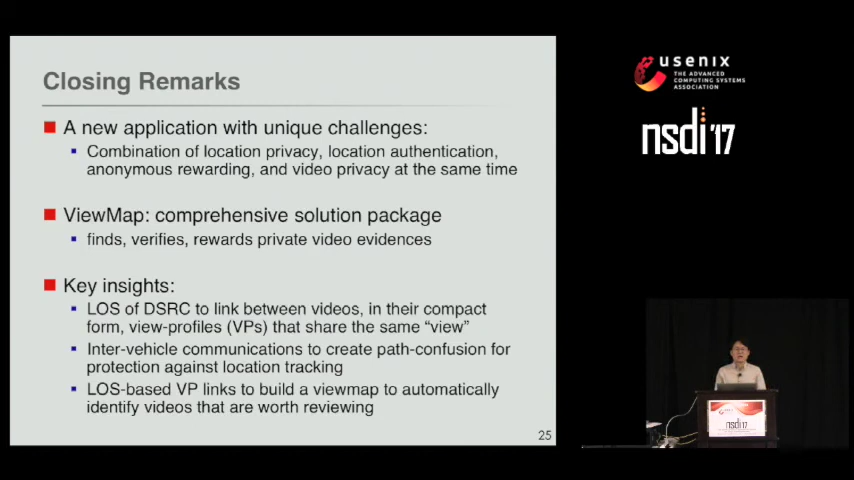 Closing Remarks
A new application with unique challenges:
Combination of location privacy, location authentication,
anonymous rewarding, and video privacy at the same time
ViewMap: comprehensive solution package
finds, verifies, rewards private video evidences
Key insights:
LOS of DSRC to link between videos, in their compact
form, view-profiles (VPs) that share the same “view”
Inter-vehicle communications to create path-confusion for
protection against location tracking
LOS-based VP links to build a viewmap to automatically
identify videos that are worth reviewing
25
usenix
THE ADVANCED
COMPUTING SYSTEMS
ASSOCIATION
nsdi '17
nsdi'17